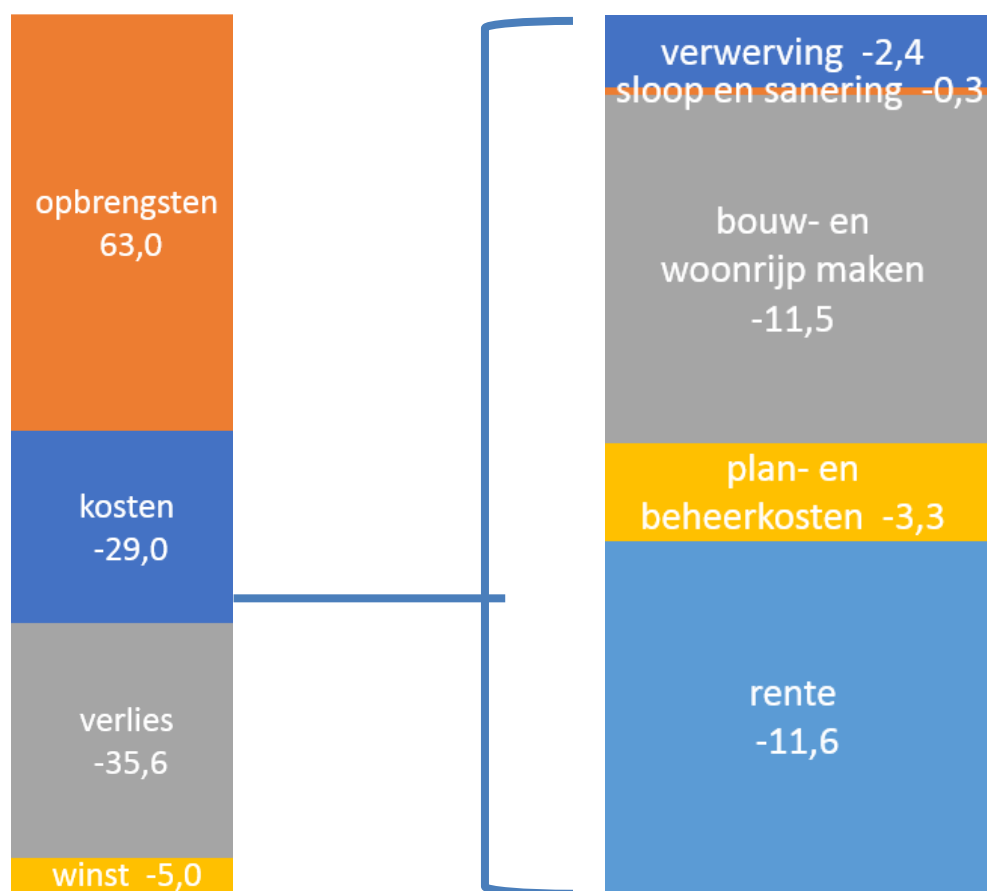 opbrengsten
63,0
kosten
-29,0
verlies
-35,6
winst -5,0
verwerving -2,4
sloop en sanering -0,3
bouw- en
woonrijp maken
-11,5
plan- en
beheerkosten -3,3
rente
-11,6